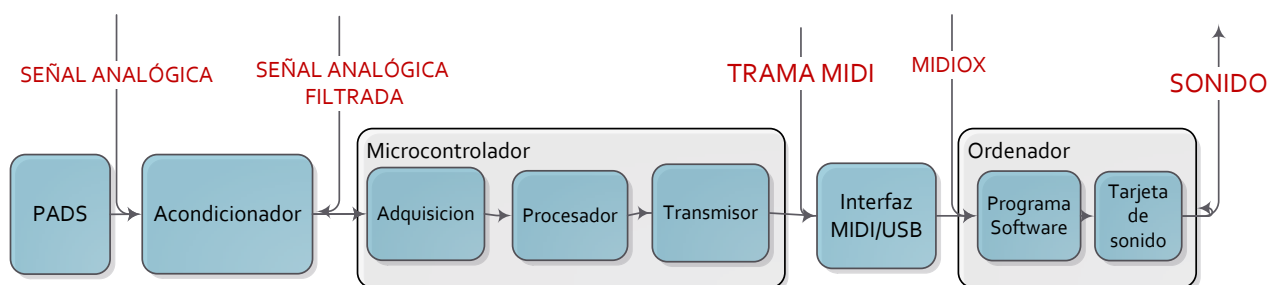 SEÑAL ANALÓGICA
SEÑAL ANALÓGICA
FILTRADA
TRAMA MIDI
MIDIOX
SONIDO
Microcontrolador
Ordenador
PADS
Acondicionador
Adquisicion
Procesador
Transmisor
Interfaz
MIDI/USB
Programa
Software
Tarjeta
de
sonido